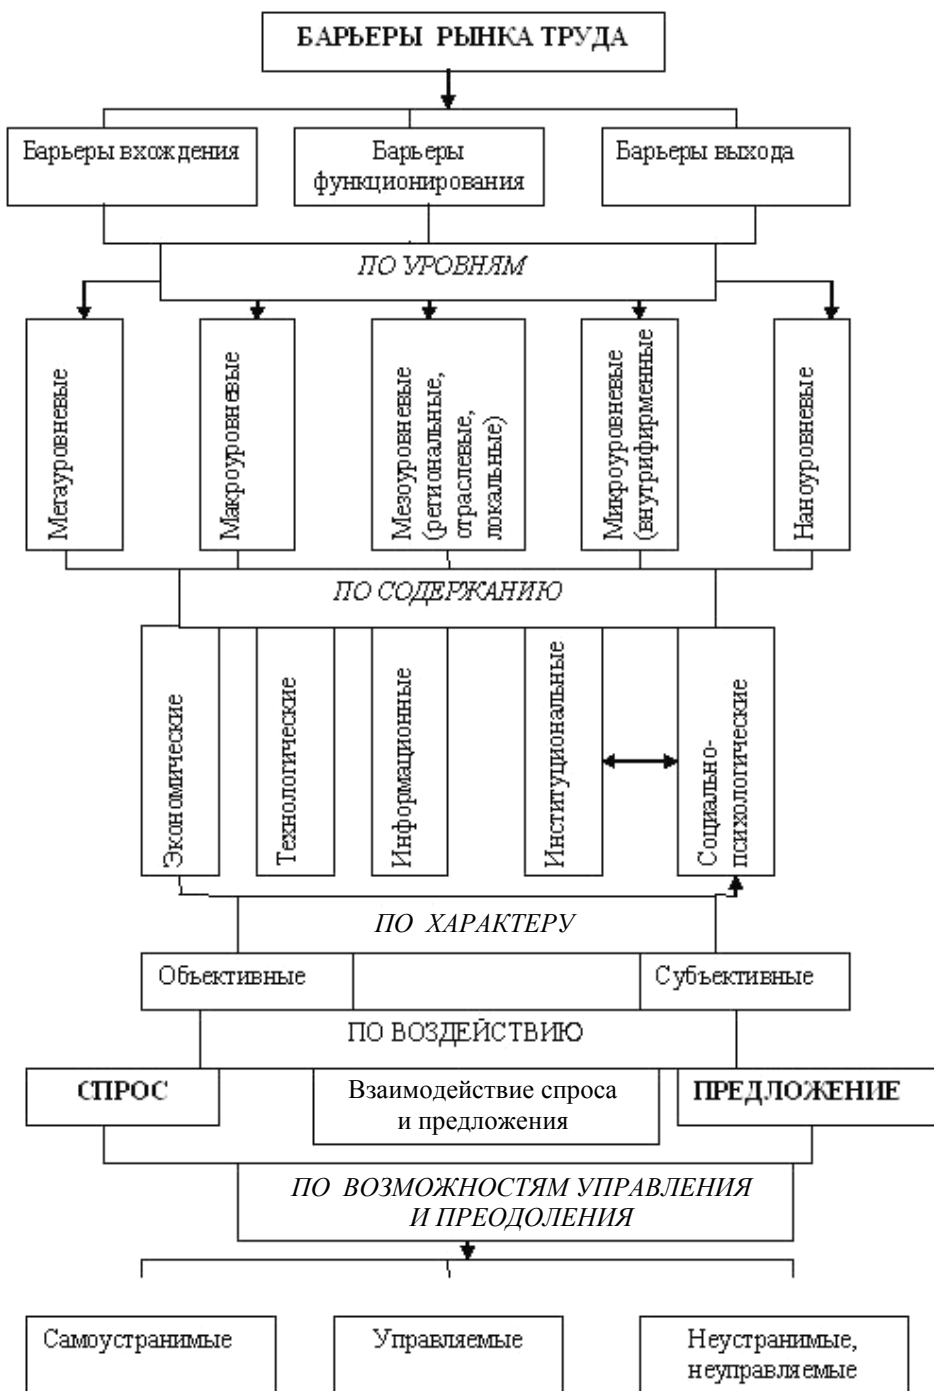 БАРЬЕРЫ РЫНКА ТРУДА
Барьеры вхождения
Барьеры
функционирования
Барьеры выхода
ПО УРОВНЯМ
Мегауровневые
Макроуровневые
Мезоуровневые
(региональные,
отраслевые,
локальные)
Микроуровневые
(внутрифирменные)
Наноуровневые
ПО СОДЕРЖАНИЮ
Экономические
Технологические
Информационные
Институциональные
Социально-
психологические
ПО ХАРАКТЕРУ
Объективные
Субъективные
ПО ВОЗДЕЙСТВИЮ
СПРОС
Взаимодействие спроса
и предложения
ПРЕДЛОЖЕНИЕ
ПО ВОЗМОЖНОСТЯМ УПРАВЛЕНИЯ
И ПРЕОДОЛЕНИЯ
Самоустранимые
Управляемые
Неустранимые,
неуправляемые